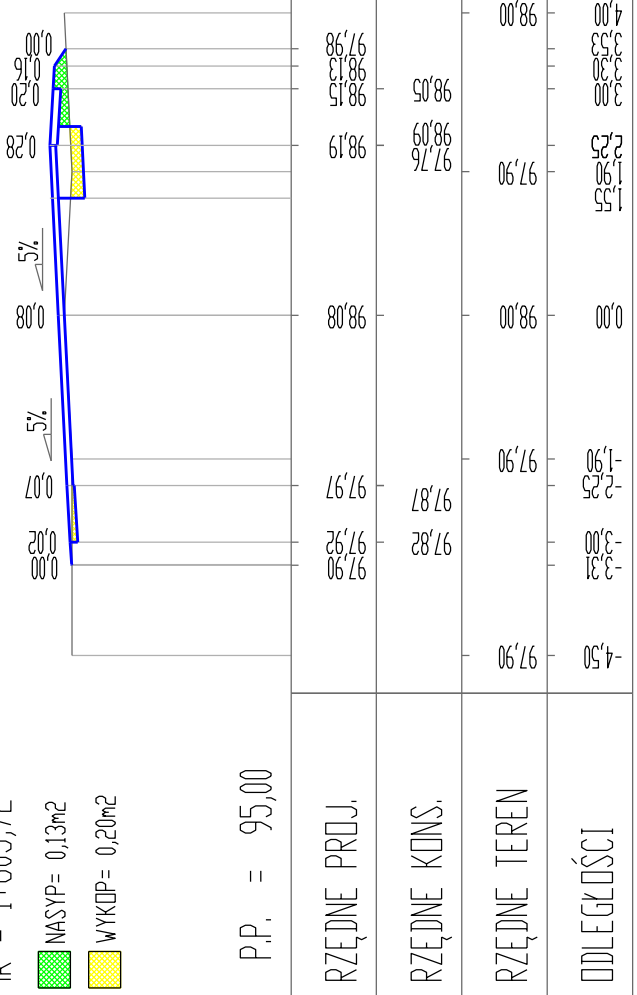 NASYP= 0,13m2
WYKOP= 0,20m2
0,00 0,02 0,07 0,08 0,28 0,20 0,16 0,00
5% 5%
P.P. = 95,00
RZĘDNE PROJ. 97,90 97,92 97,97 98,08 98,19 98,15 98,13 97,98
RZĘDNE KONS. 97,82 97,87 97,76 98,09 98,05
RZĘDNE TEREN 97,90 97,90 98,00 97,90 98,00
ODLEGŁOŚCI -4,50 -3,31 -3,00 -2,25 -1,90 0,00 1,55 1,90 2,25 3,00 3,30 3,53 4,00